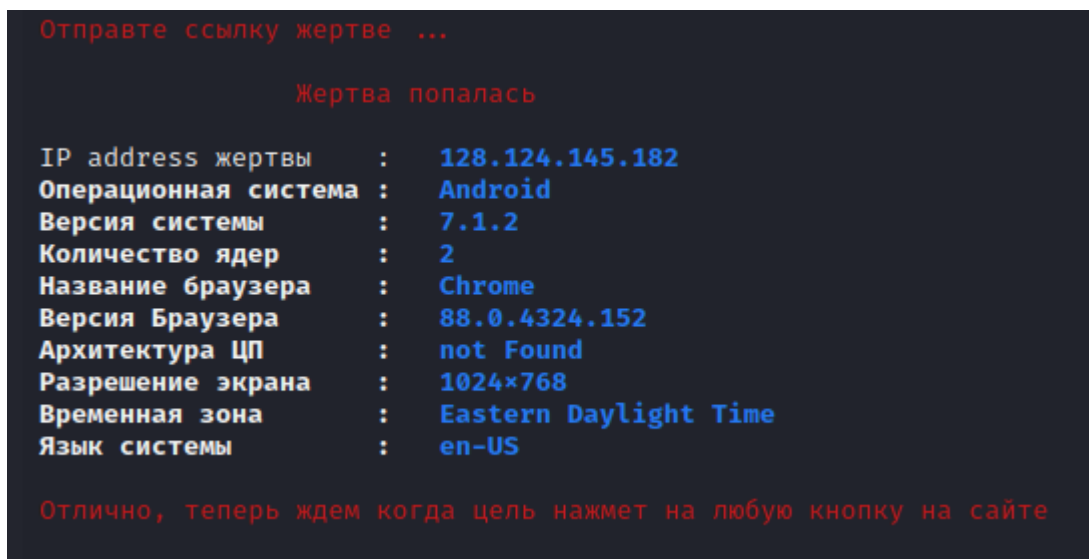 Отправте ссылку жертве ...
Жертва попалась
IP address жертвы : 128.124.145.182
Операционная система : Android
Версия системы : 7.1.2
Количество ядер : 2
Название браузера : Chrome
Версия Браузера : 88.0.4324.152
Архитектура ЦП : not Found
Разрешение экрана : 1024×768
Временная зона : Eastern Daylight Time
Язык системы : en-US
Отлично, теперь ждем когда цель нажмет на любую кнопку на сайте